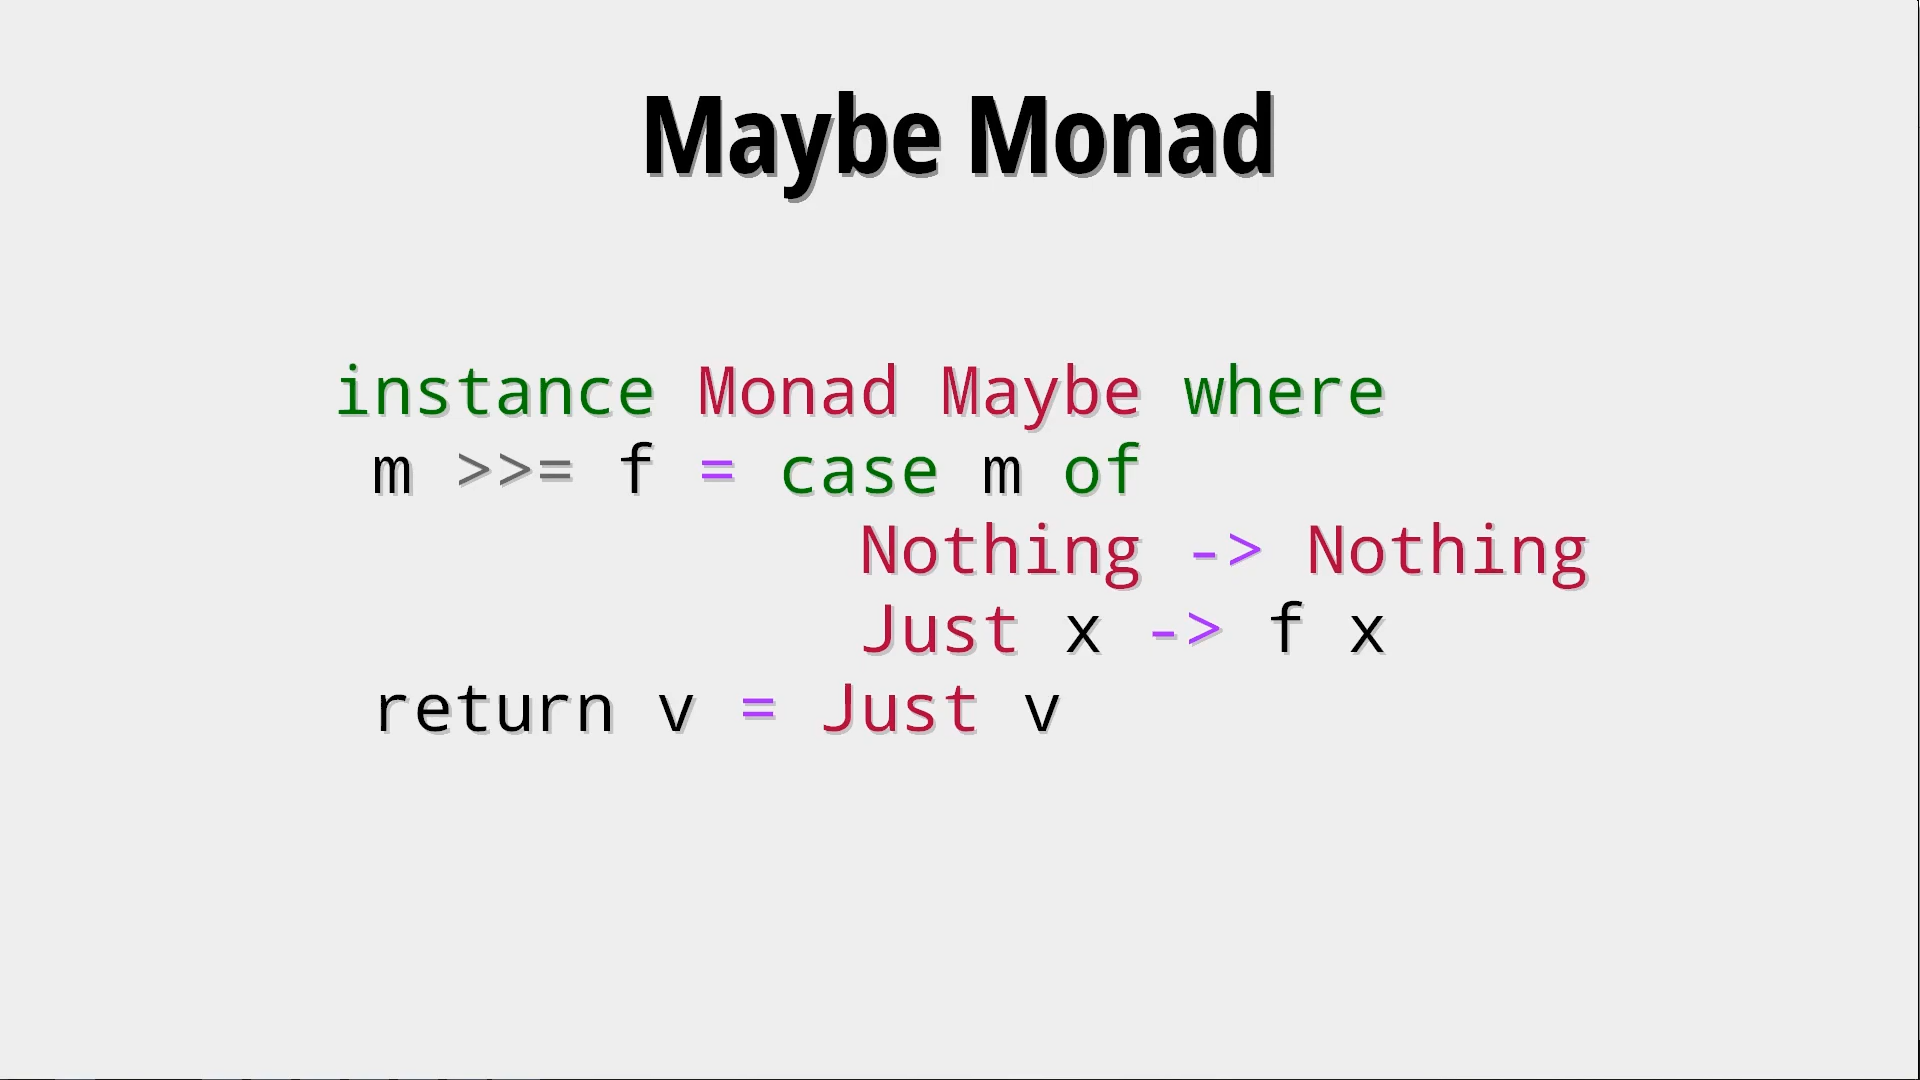 Maybe Monad
instance Monad Maybe where
 m >>= f = case m of
             Nothing -> Nothing
             Just x -> f x
 return v = Just v